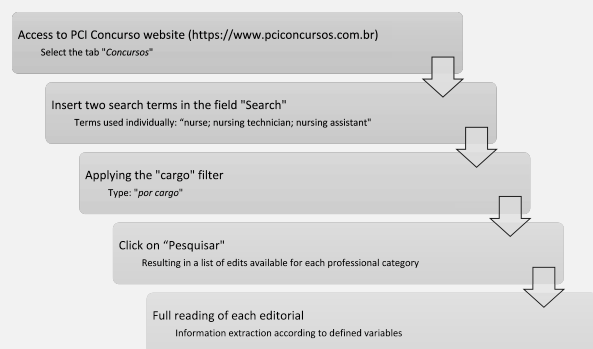 Access to PCI Concurso website (https://www.pciconcursos.com.br)
Select the tab "Concursos"
Insert two search terms in the field "Search"
Terms used individually: “nurse; nursing technician; nursing assistant"
Applying the "cargo" filter
Type: "por cargo"
Click on “Pesquisar"
Resulting in a list of edits available for each professional category
Full reading of each editorial
Information extraction according to defined variables